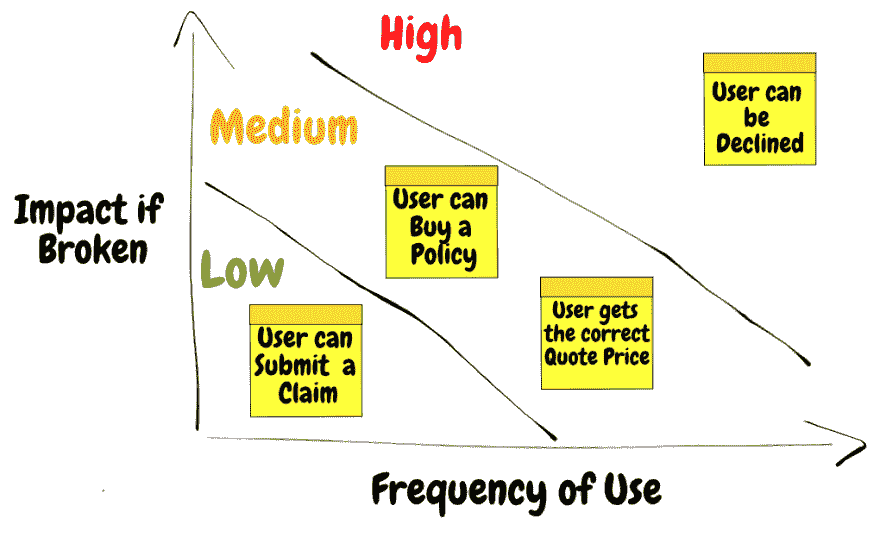 High
User can
be
Declined
Medium
User can
Buy a
Policy
Impact if
Broken
Low
User gets
the correct
Quote Price
User can
Submit a
Claim
Frequency of Use